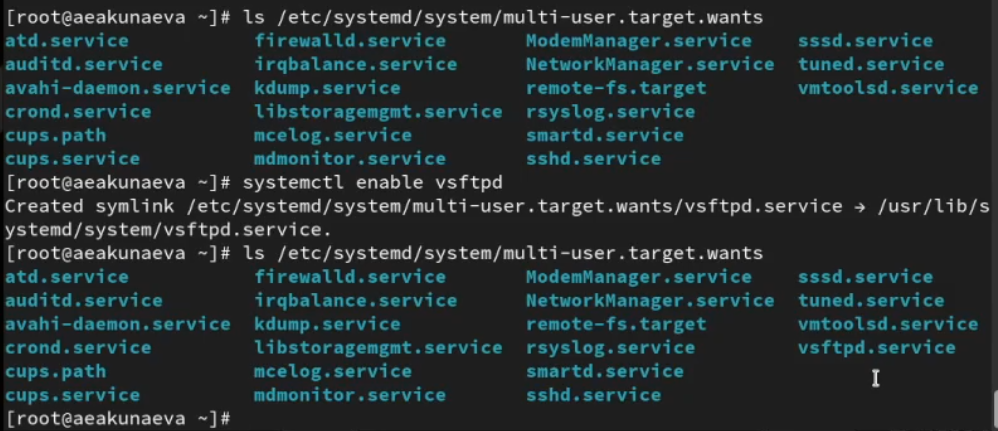 [root@aeakunaeva ~]# ls /etc/systemd/system/multi-user.target.wants
atd.service firewalld.service ModemManager.service sssd.service
auditd.service irqbalance.service NetworkManager.service tuned.service
avahi-daemon.service kdump.service remote-fs.target vmtoolsd.service
crond.service libstoragemgmt.service rsyslog.service
cups.path mcelog.service smartd.service
cups.service mdmonitor.service sshd.service
[root@aeakunaeva ~]# systemctl enable vsftpd
Created symlink /etc/systemd/system/multi-user.target.wants/vsftpd.service → /usr/lib/s
ystemd/system/vsftpd.service.
[root@aeakunaeva ~]# ls /etc/systemd/system/multi-user.target.wants
atd.service firewalld.service ModemManager.service sssd.service
auditd.service irqbalance.service NetworkManager.service tuned.service
avahi-daemon.service kdump.service remote-fs.target vmtoolsd.service
crond.service libstoragemgmt.service rsyslog.service vsftpd.service
cups.path mcelog.service smartd.service
cups.service mdmonitor.service sshd.service
[root@aeakunaeva ~]#